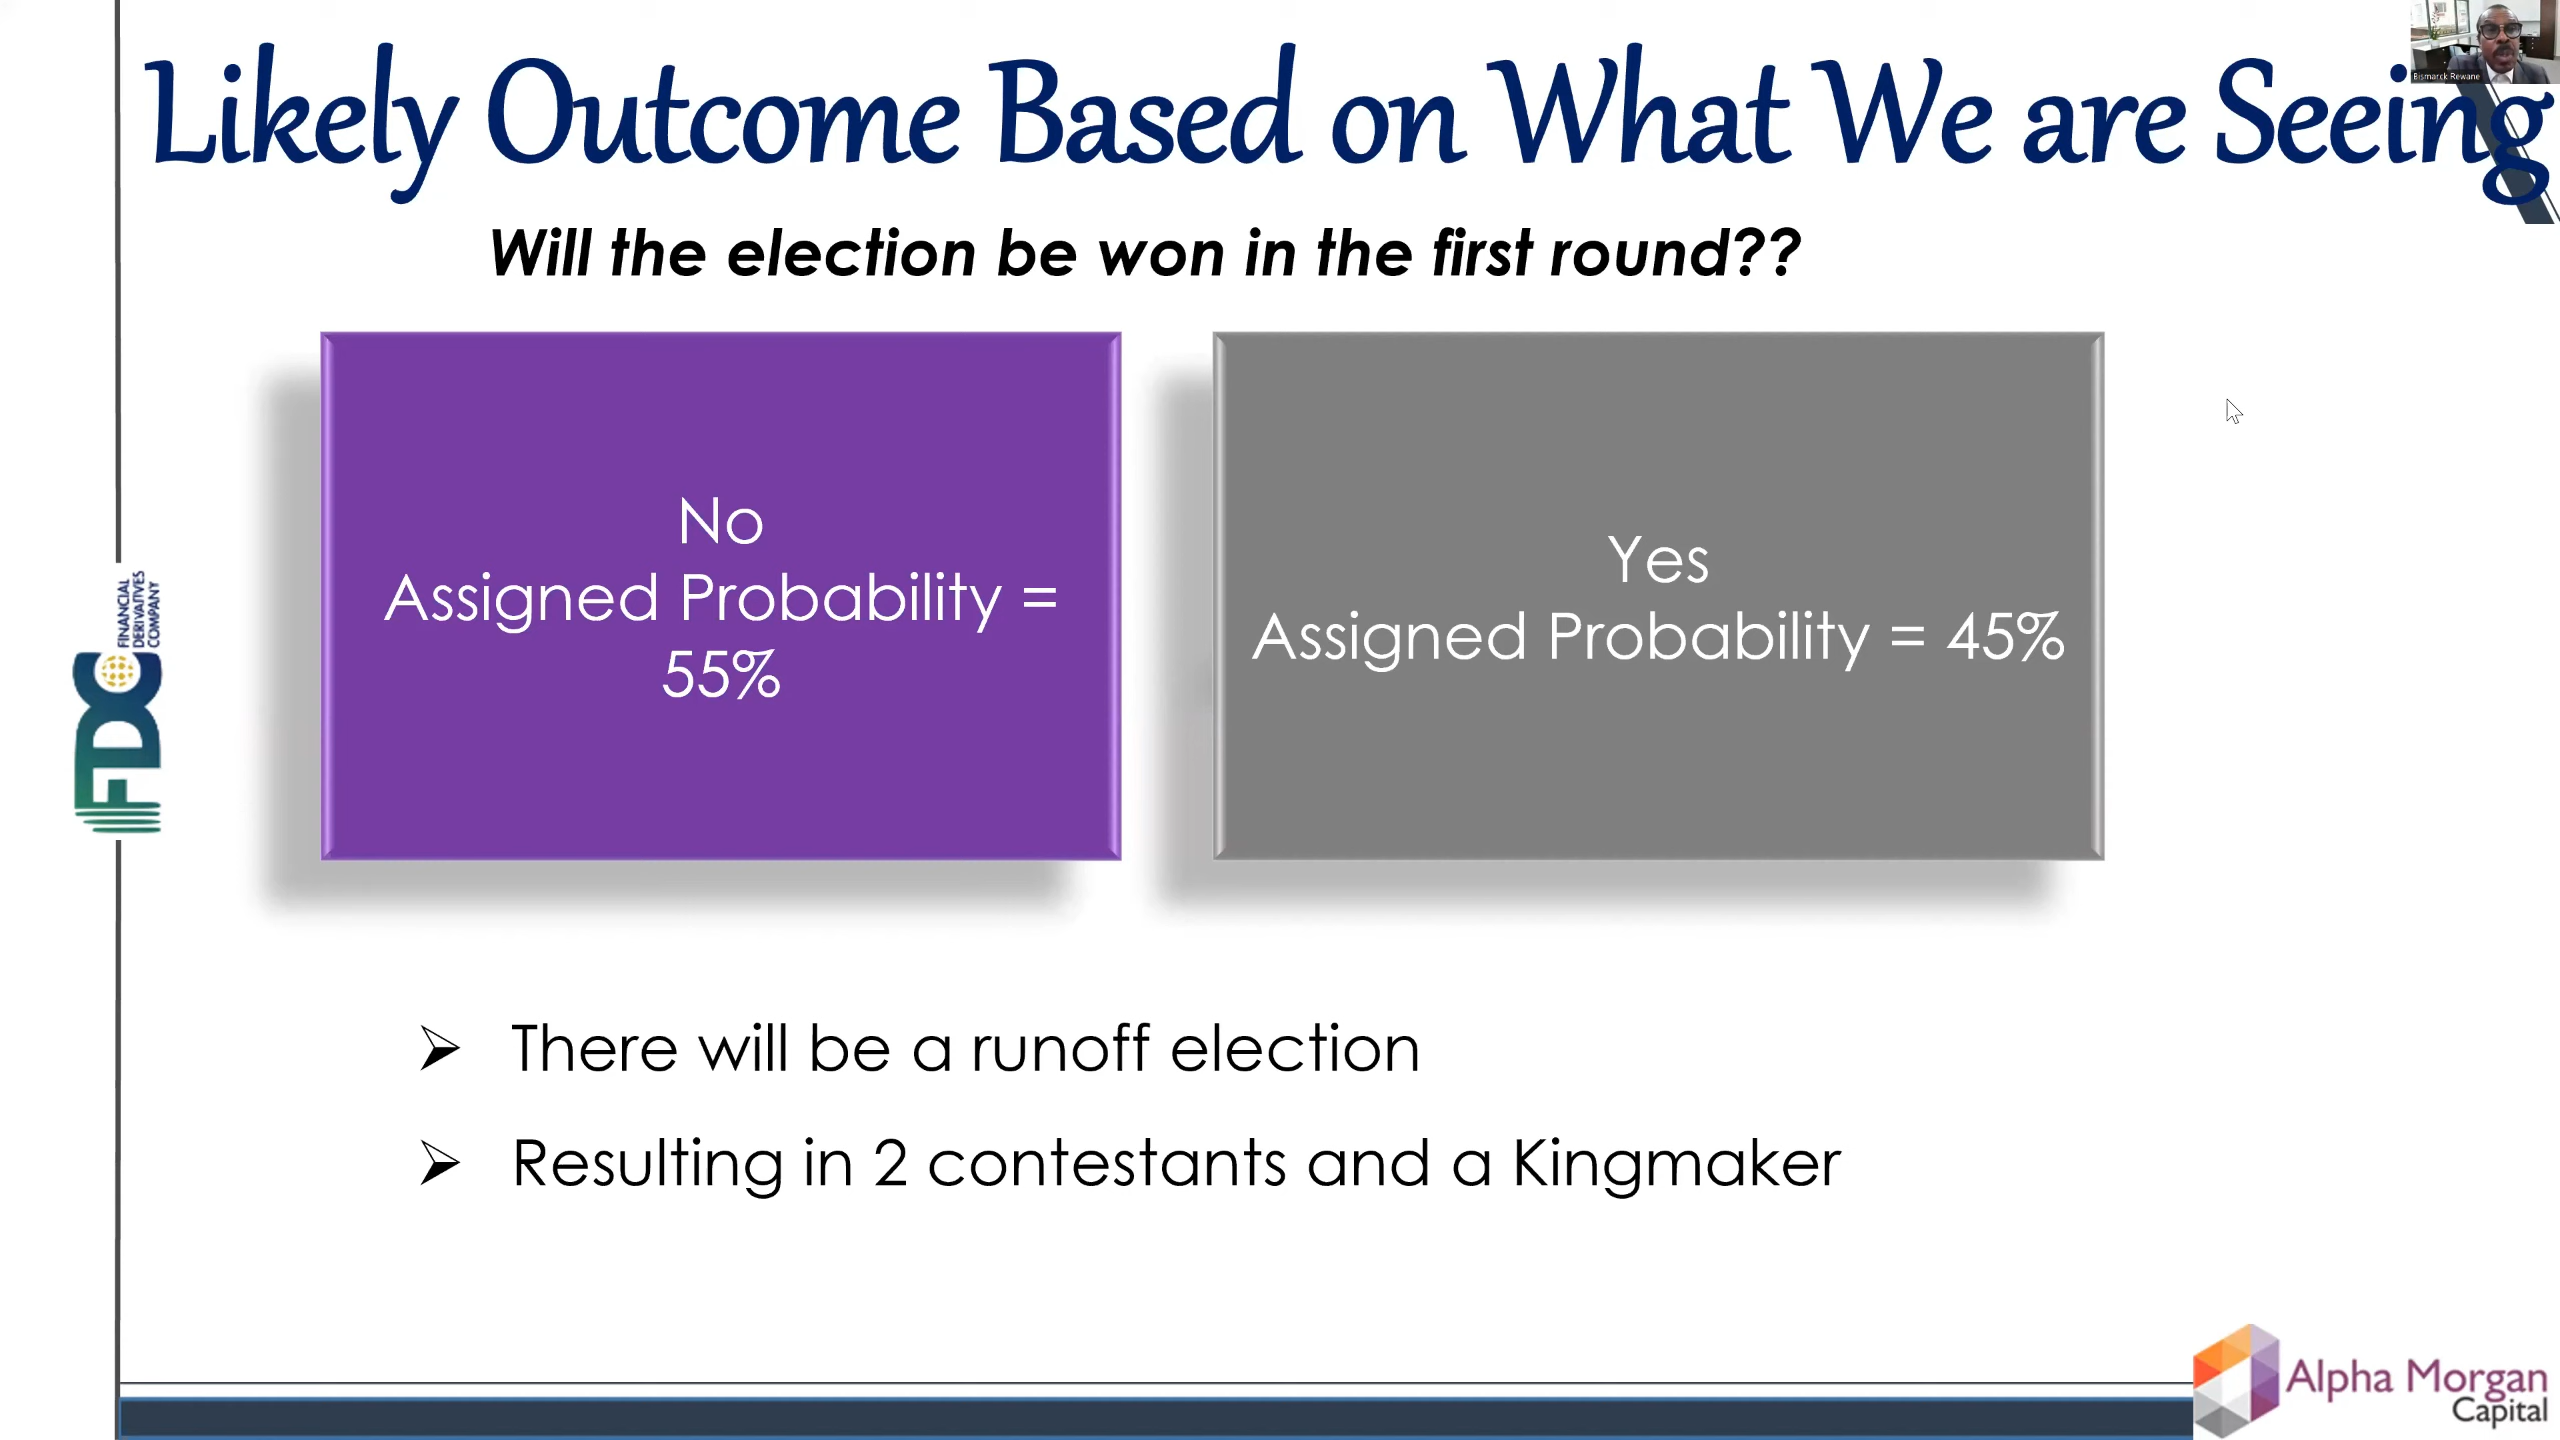 Likely Outcome Based on What We are Seeing
Bismarck Rewane
Will the election be won in the first round??
No
Assigned Probability =
55%
Yes
Assigned Probability = 45%
FDC
FINANCIAL
DERIVATIVES
COMPANY
➢ There will be a runoff election
➢ Resulting in 2 contestants and a Kingmaker
Alpha Morgan
Capital